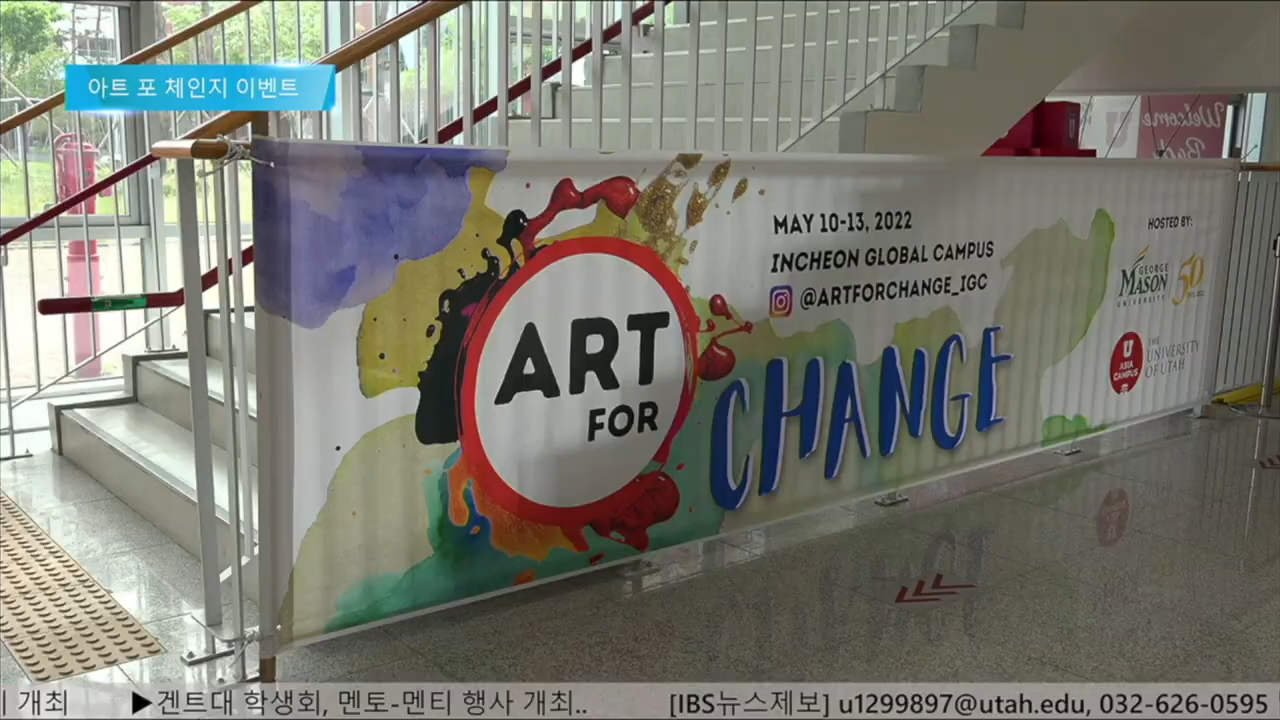 아트 포 체인지 이벤트
Welcome
MAY 10-13, 2022
INCHEON GLOBAL CAMPUS
@ARTFORCHANGE_IGC
ART
FOR
CHANGE
HOSTED BY:
GEORGE
MASON
UNIVERSITY
50
U
ASIA
CAMPUS
THE
UNIVERSITY
OF UTAH
개최 ▶겐트대 학생회, 멘토-멘티 행사 개최.. [IBS뉴스제보] u1299897@utah.edu, 032-626-0595